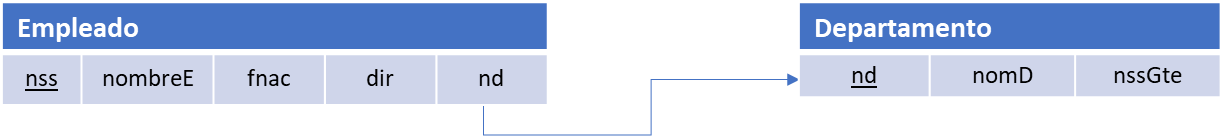 Empleado
nss nombreE fnac dir nd
Departamento
nd nomD nssGte